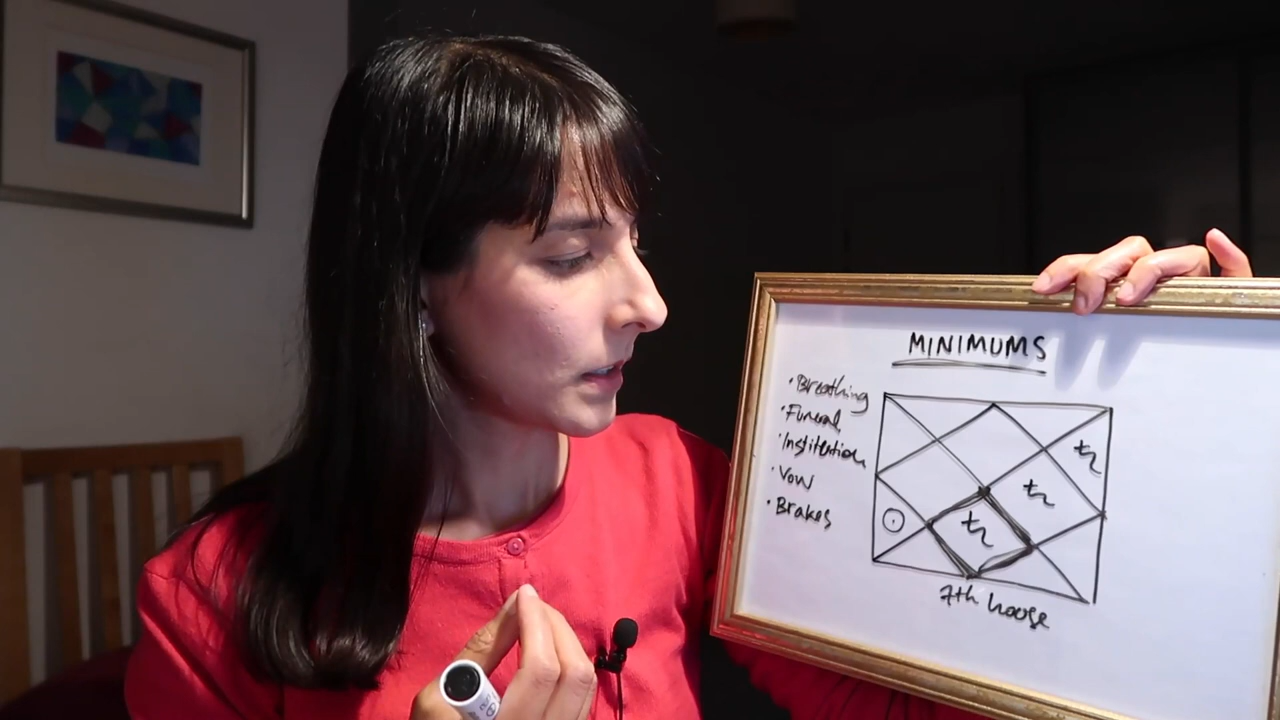 MINIMUMS
• Breathing
• Funeral
• Institution
• Vow
• Brakes
♄
♄
♄
☉
7th house